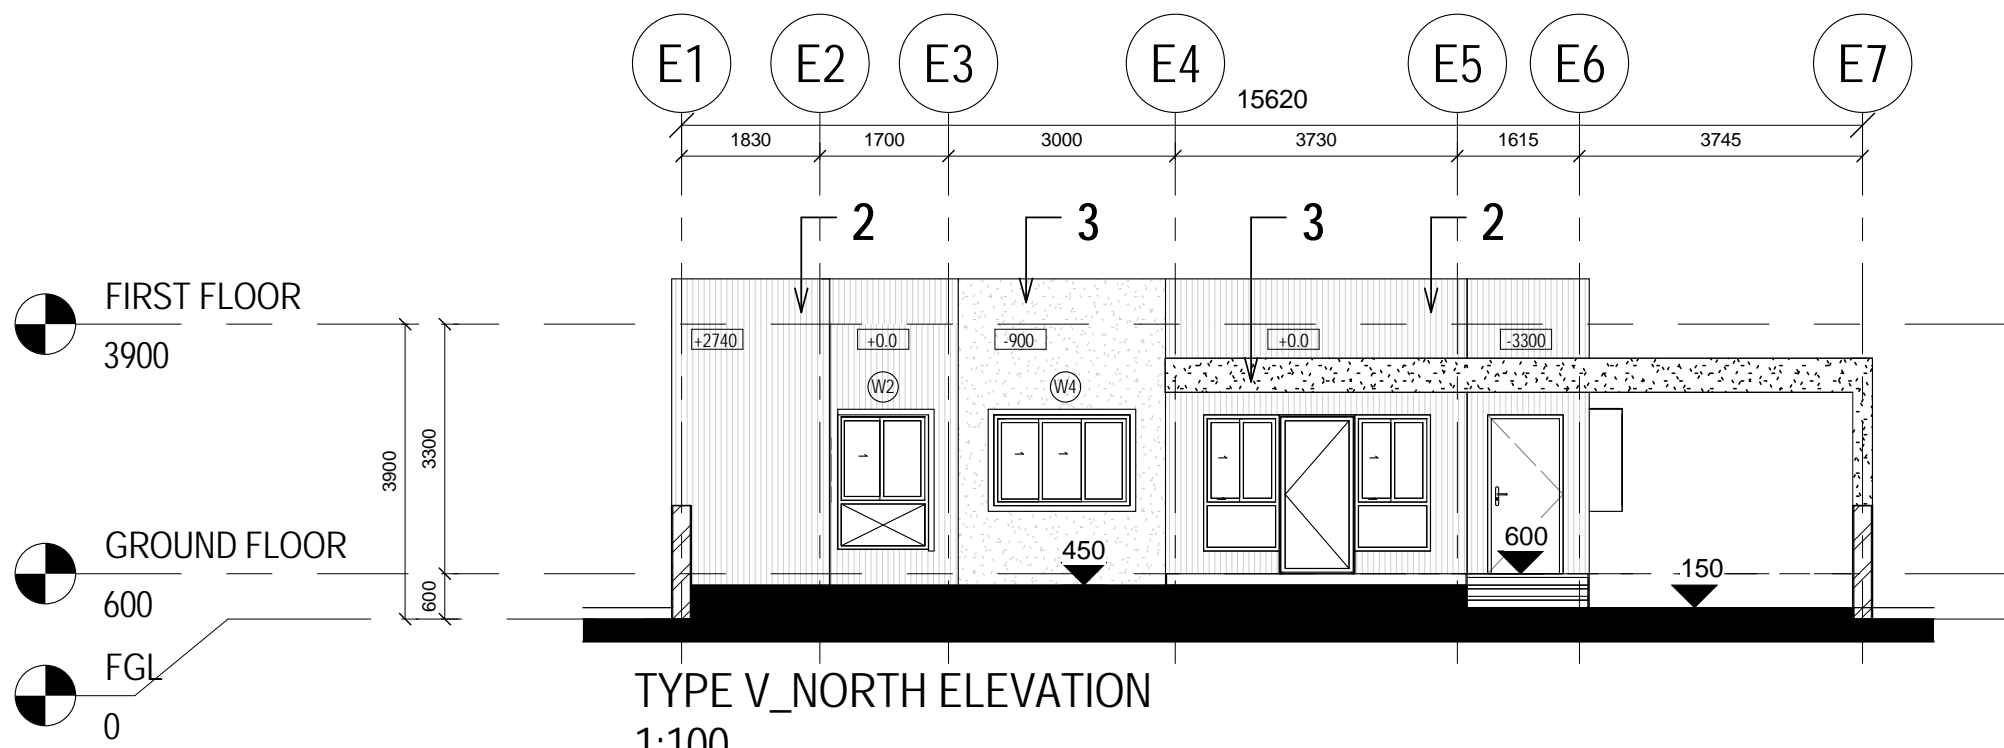 E1 E2 E3 E4 E5 E6 E7
15620
1830 1700 3000 3730 1615 3745
2 3 3 2
FIRST FLOOR
3900
+2740 +0.0 -900 +0.0 -3300
W2 W4
3900 3300
GROUND FLOOR
600
600
450 600 150
FGL
0
TYPE V_NORTH ELEVATION
1:100